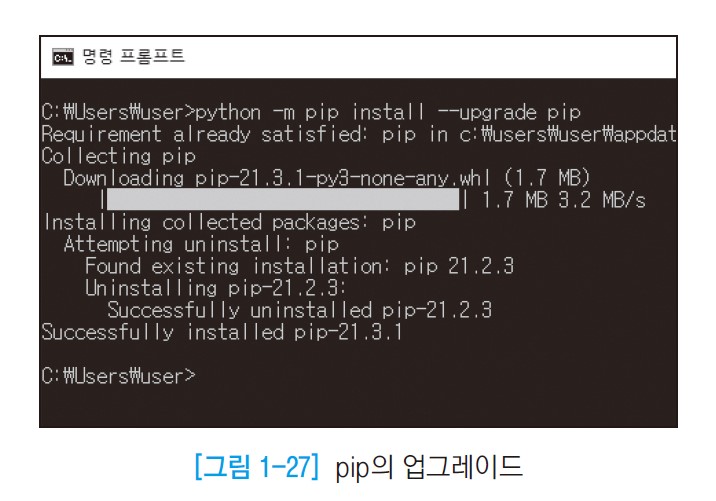 명령 프롬프트
C:₩Users₩user>python -m pip install --upgrade pip
Requirement already satisfied: pip in c:₩users₩user₩appdat
Collecting pip
Downloading pip-21.3.1-py3-none-any.whl (1.7 MB)
| | 1.7 MB 3.2 MB/s
Installing collected packages: pip
Attempting uninstall: pip
Found existing installation: pip 21.2.3
Uninstalling pip-21.2.3:
Successfully uninstalled pip-21.2.3
Successfully installed pip-21.3.1
C:₩Users₩user>
[그림 1-27] pip의 업그레이드